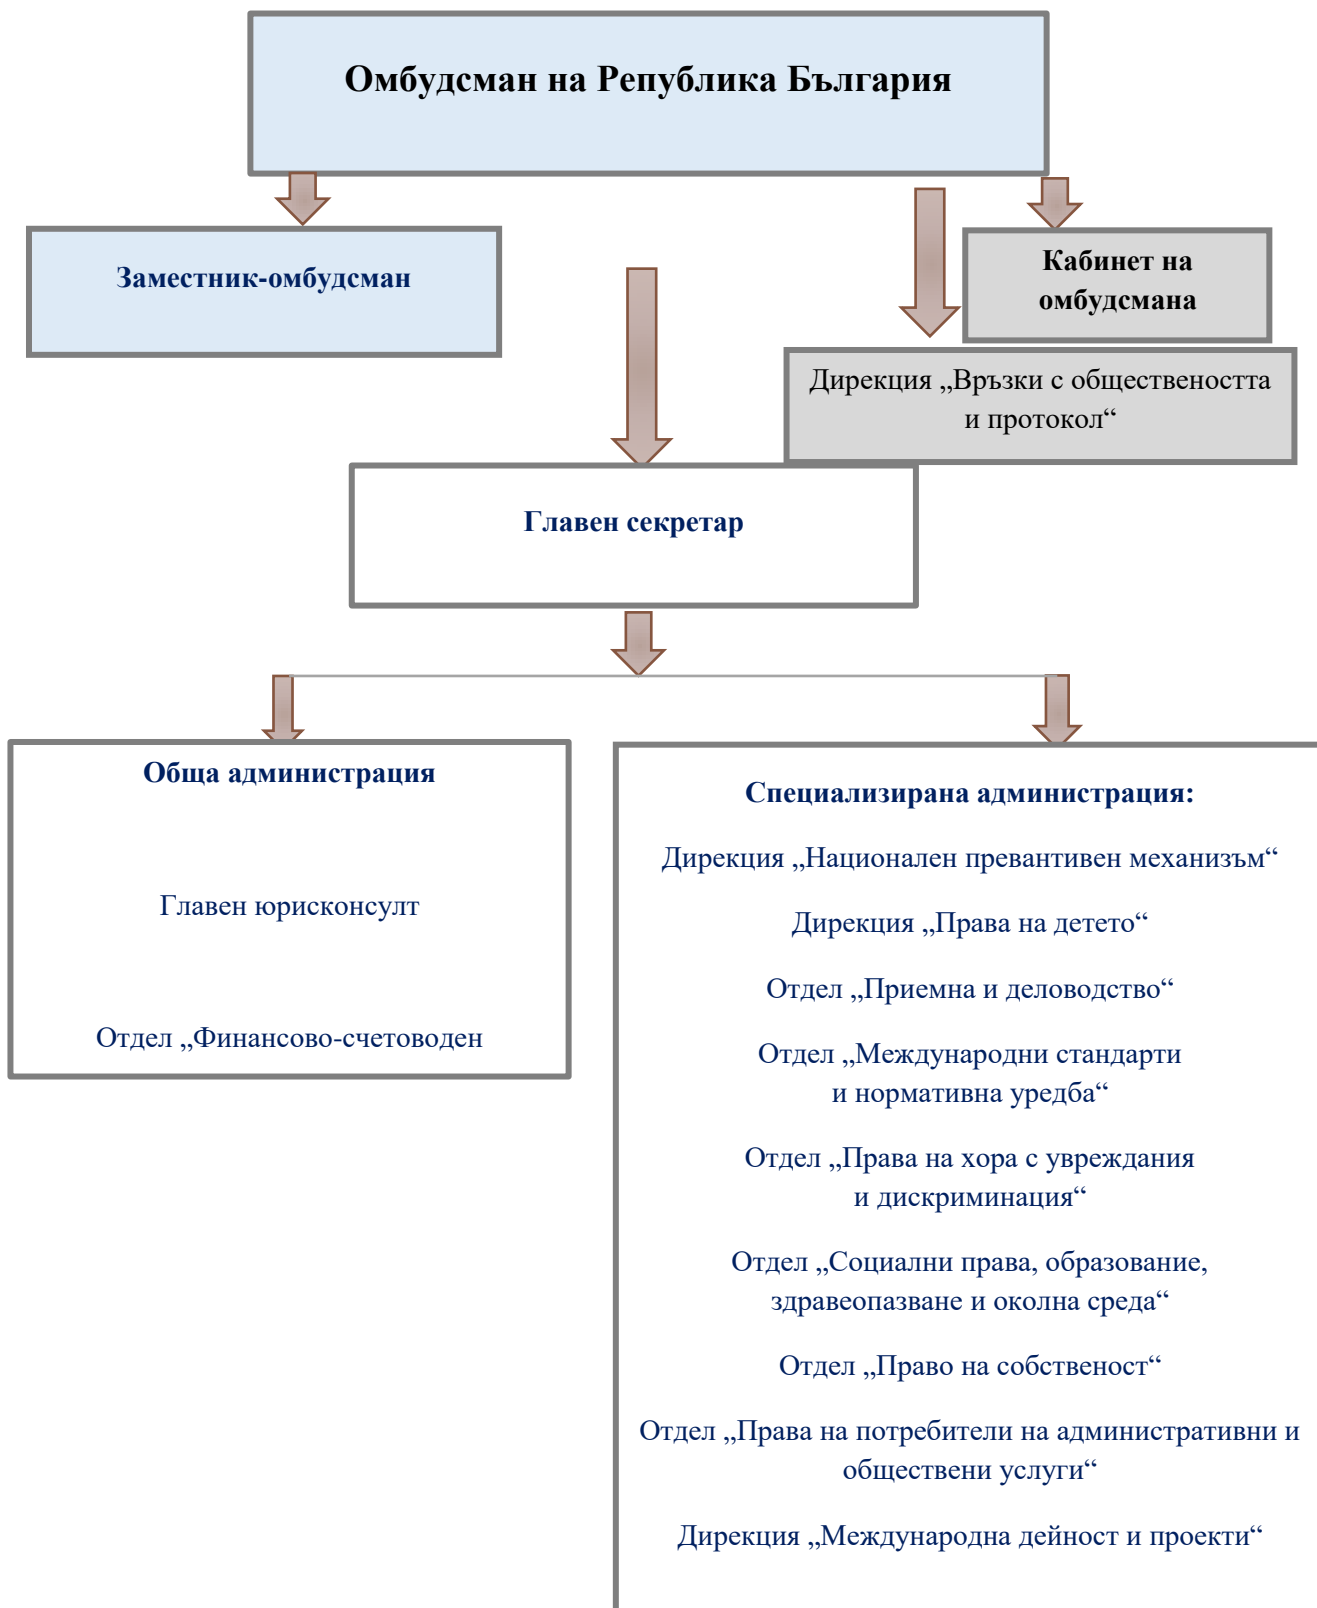 Омбудсман на Република България
Заместник-омбудсман
Кабинет на
омбудсмана
Дирекция „Връзки с обществеността
и протокол“
Главен секретар
Обща администрация
Главен юрисконсулт
Отдел „Финансово-счетоводен
Специализирана администрация:
Дирекция „Национален превантивен механизъм“
Дирекция „Права на детето“
Отдел „Приемна и деловодство“
Отдел „Международни стандарти
и нормативна уредба“
Отдел „Права на хора с увреждания
и дискриминация“
Отдел „Социални права, образование,
здравеопазване и околна среда“
Отдел „Право на собственост“
Отдел „Права на потребители на административни и
обществени услуги“
Дирекция „Международна дейност и проекти“